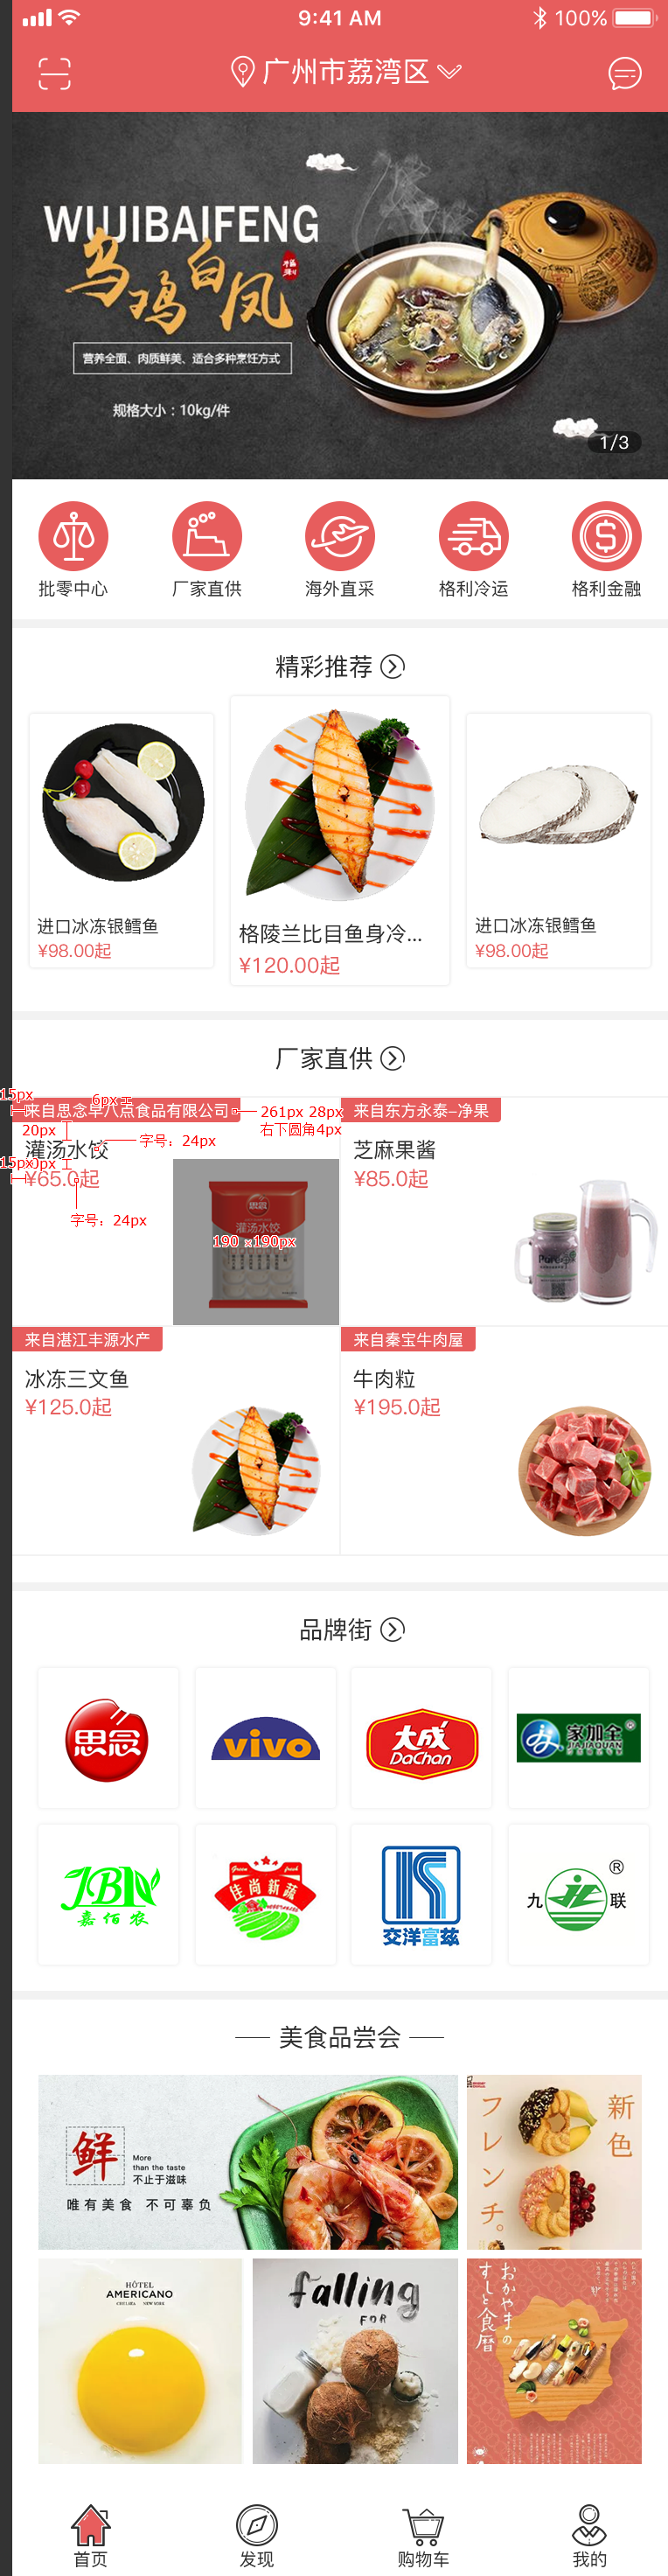 9:41 AM
100%
广州市荔湾区
WUJIBAIFENG
乌鸡白凤
营养全面、肉质鲜美、适合多种烹饪方式
规格大小：10kg/件
1/3
批零中心
厂家直供
海外直采
格利冷运
格利金融
精彩推荐
进口冰冻银鳕鱼
¥98.00起
格陵兰比目鱼身冷...
¥120.00起
进口冰冻银鳕鱼
¥98.00起
厂家直供
15px
6px
来自思念早八点食品有限公司
261px 28px
右下圆角4px
20px
灌汤水饺
字号：24px
15px
¥65.0起
字号：24px
思念
灌汤水饺
190 ×190px
来自东方永泰-净果
芝麻果酱
¥85.0起
来自湛江丰源水产
冰冻三文鱼
¥125.0起
来自秦宝牛肉屋
牛肉粒
¥195.0起
品牌街
思念
vivo
大成
DaChan
家加全
JIAJIAQUAN
JBN
嘉佰农
Green fresh
佳尚新蔬
交洋富兹
九
联
®
美食品尝会
鲜
More
than the taste
不止于滋味
唯有美食 不可辜负
新色
フレンチ。
HÔTEL
AMERICANO
CHELSEA NEW YORK
falling
FOR
おかやまの
すしと食暦
首页
发现
购物车
我的